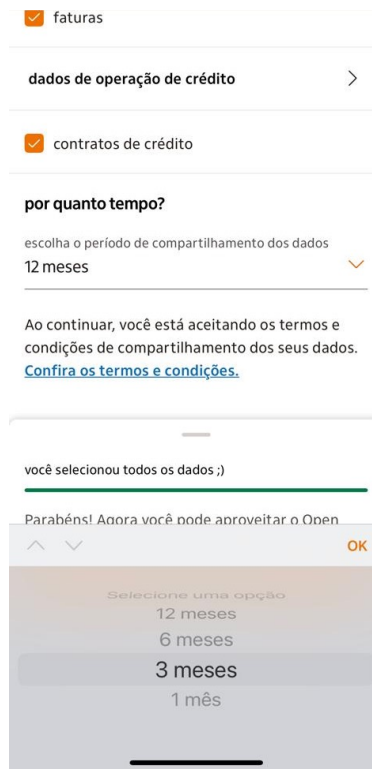 faturas
dados de operação de crédito
contratos de crédito
por quanto tempo?
escolha o período de compartilhamento dos dados
12 meses
Ao continuar, você está aceitando os termos e
condições de compartilhamento dos seus dados.
Confira os termos e condições.
você selecionou todos os dados ;)
Parabéns! Agora você pode aproveitar o Open
OK
Selecione uma opção
12 meses
6 meses
3 meses
1 mês